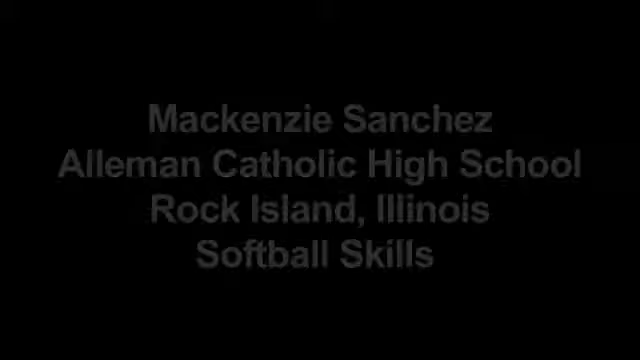 Mackenzie Sanchez
Alleman Catholic High School
Rock Island, Illinois
Softball Skills